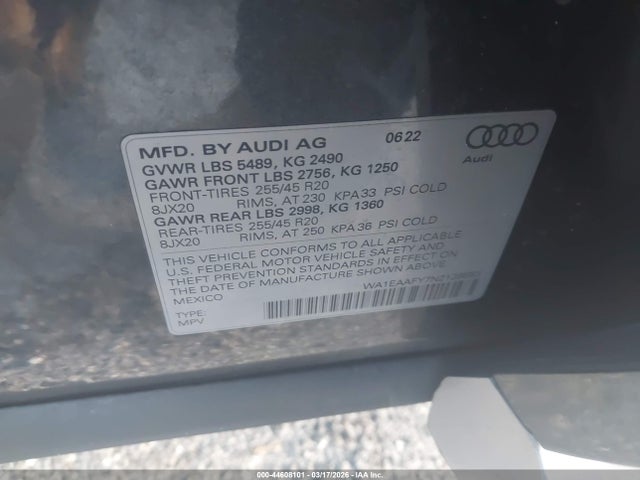 MFD. BY AUDI AG 06 22
GVWR LBS 5489, KG 2490
GAWR FRONT LBS 2756, KG 1250
FRONT-TIRES 255/45 R20
8JX20 RIMS, AT 230 KPA 33 PSI COLD
GAWR REAR LBS 2998, KG 1360
REAR-TIRES 255/45 R20
8JX20 RIMS, AT 250 KPA 36 PSI COLD
THIS VEHICLE CONFORMS TO ALL APPLICABLE
U.S. FEDERAL MOTOR VEHICLE SAFETY AND
THEFT PREVENTION STANDARDS IN EFFECT ON
THE DATE OF MANUFACTURE SHOWN ABOVE.
MEXICO
TYPE:
MPV
Audi
000-44608101 - 03/17/2026 - IAA Inc.